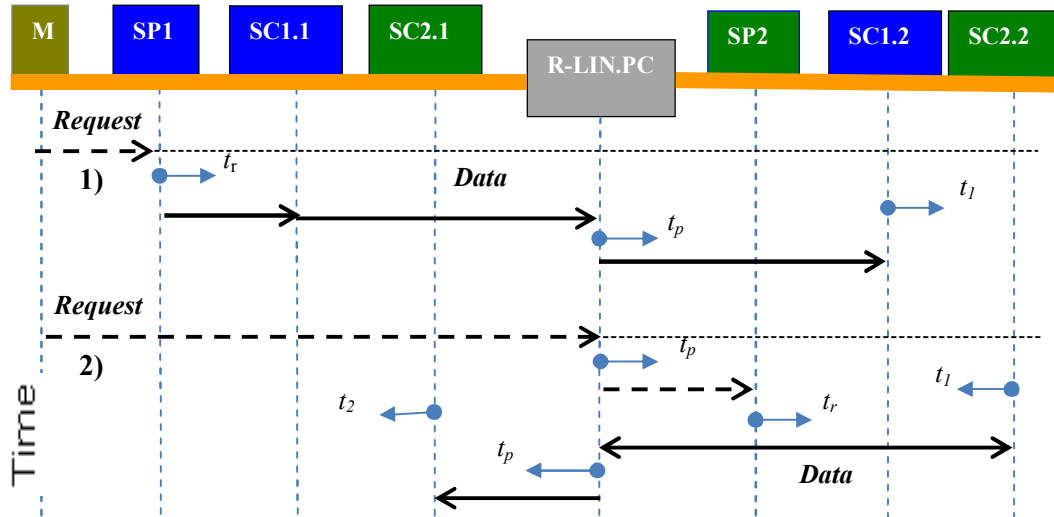 M SP1 SC1.1 SC2.1 R-LIN.PC SP2 SC1.2 SC2.2
Request
1) tr Data t1
tp
Request
2) tp
t2 t1
tr
tp Data
Time